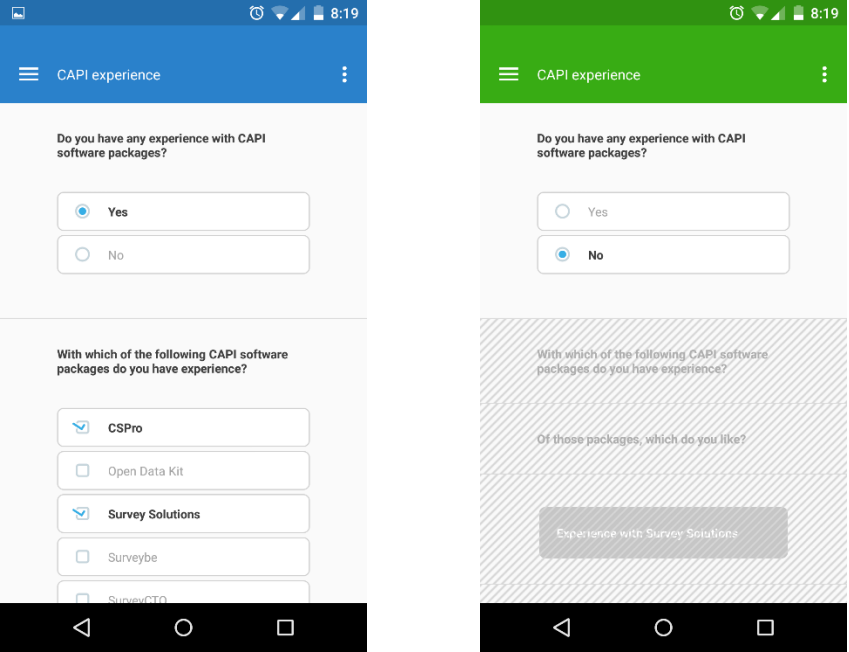 8:19
CAPI experience
Do you have any experience with CAPI
software packages?
Yes
No
With which of the following CAPI software
packages do you have experience?
CSPro
Open Data Kit
Survey Solutions
Surveybe
SurveyCTO
8:19
CAPI experience
Do you have any experience with CAPI
software packages?
Yes
No
With which of the following CAPI software
packages do you have experience?
Of those packages, which do you like?
Experience with Survey Solutions